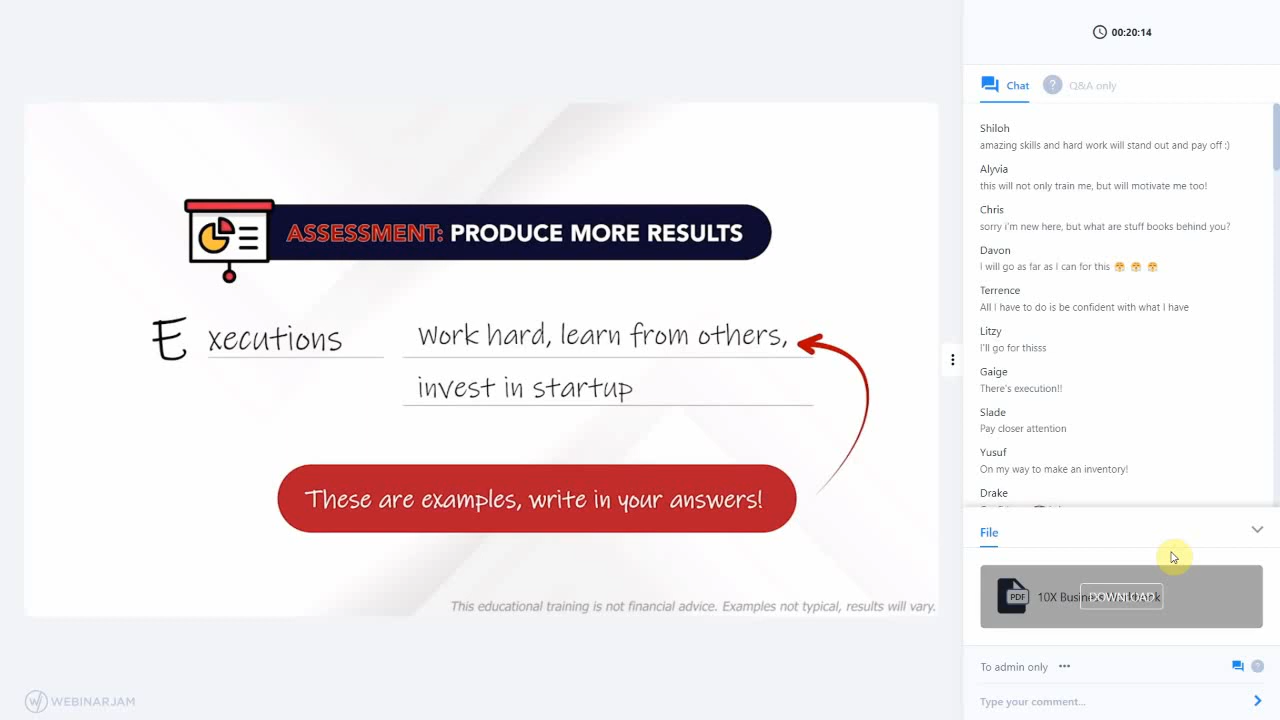 00:20:14
Chat
Q&A only
Shiloh
amazing skills and hard work will stand out and pay off :)
Alyvia
this will not only train me, but will motivate me too!
Chris
sorry i'm new here, but what are stuff books behind you?
Davon
I will go as far as I can for this 😤 😤 😤
Terrence
All I have to do is be confident with what I have
Litzy
I'll go for thisss
Gaige
There's execution!!
Slade
Pay closer attention
Yusuf
On my way to make an inventory!
Drake
ASSESSMENT: PRODUCE MORE RESULTS
Executions
Work hard, learn from others,
invest in startup
These are examples, write in your answers!
This educational training is not financial advice. Examples not typical, results will vary.
File
PDF
10X
DOWNLOAD
To admin only
Type your comment...
WEBINARJAM